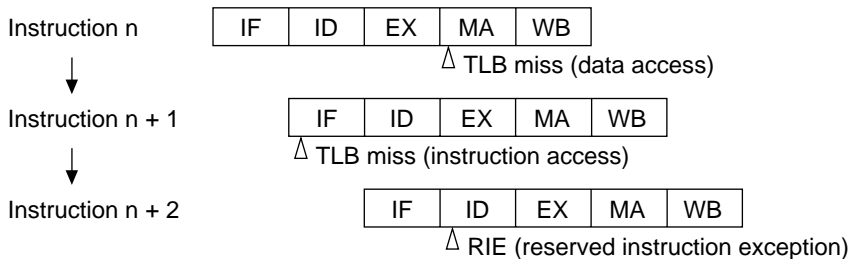 Instruction n IF ID EX MA WB
TLB miss (data access)
Instruction n + 1 IF ID EX MA WB
TLB miss (instruction access)
Instruction n + 2 IF ID EX MA WB
RIE (reserved instruction exception)